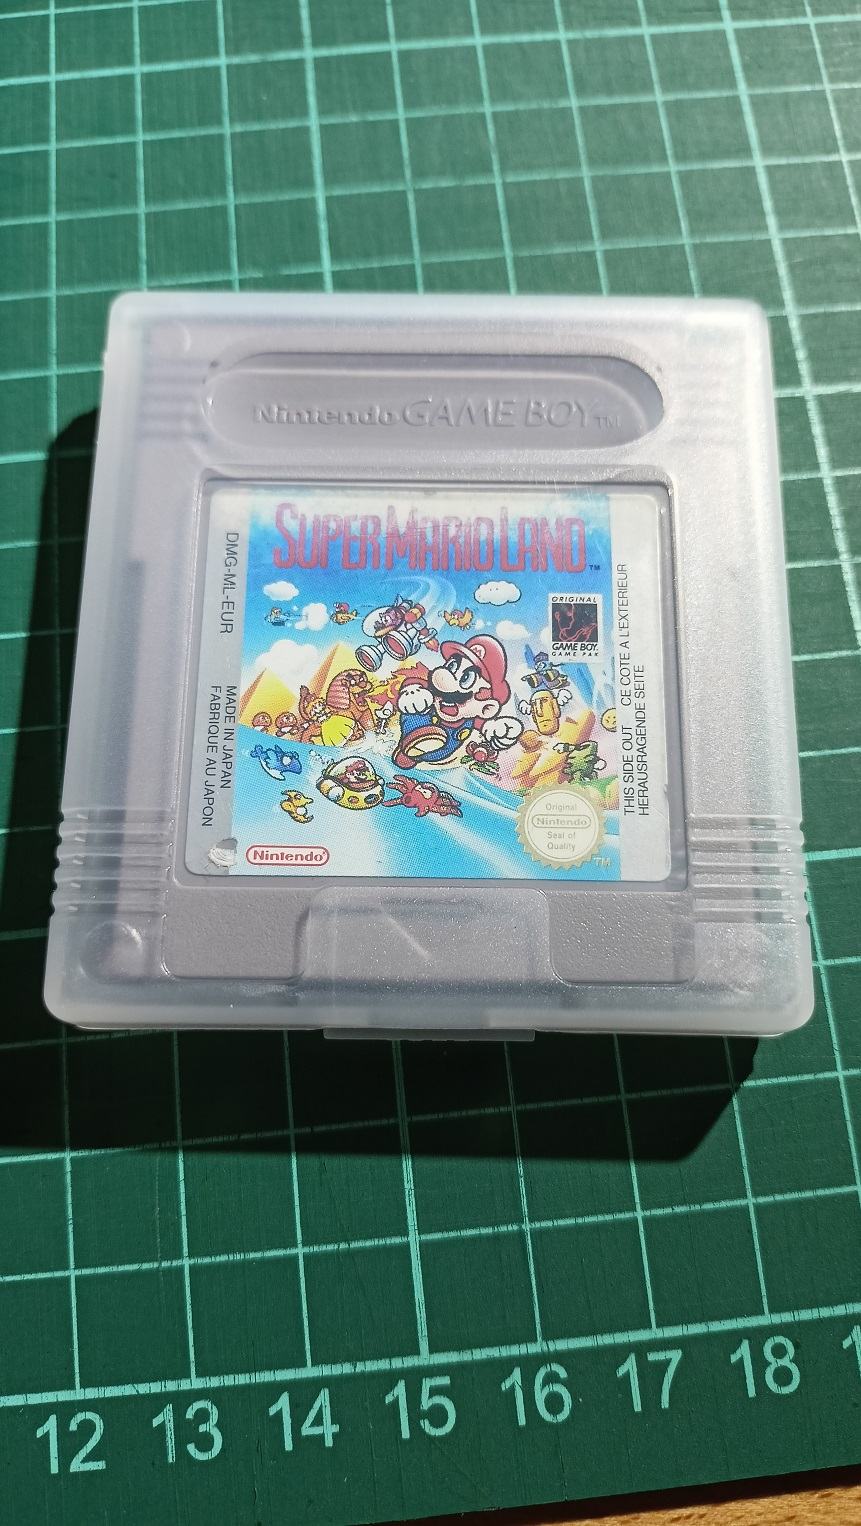 Nintendo GAME BOY TM
SUPER MARIO LAND TM
DMG-ML-EUR
MADE IN JAPAN
FABRIQUE AU JAPON
ORIGINAL
GAME BOY.
GAME PAK
THIS SIDE OUT CE COTE A L'EXTERIEUR
HERAUSRAGENDE SEITE
Nintendo®
Original
Nintendo
Seal of
Quality
TM
12 13 14 15 16 17 18